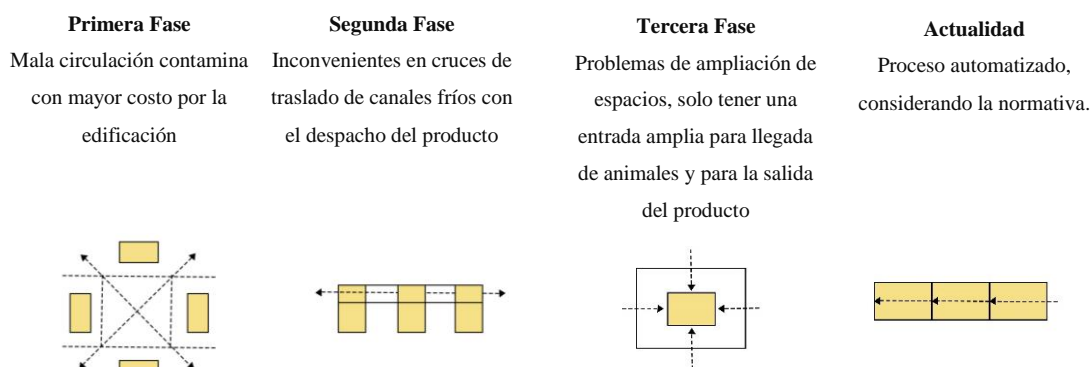 Primera Fase
Mala circulación contamina
con mayor costo por la
edificación
Segunda Fase
Inconvenientes en cruces de
traslado de canales fríos con
el despacho del producto
Tercera Fase
Problemas de ampliación de
espacios, solo tener una
entrada amplia para llegada
de animales y para la salida
del producto
Actualidad
Proceso automatizado,
considerando la normativa.